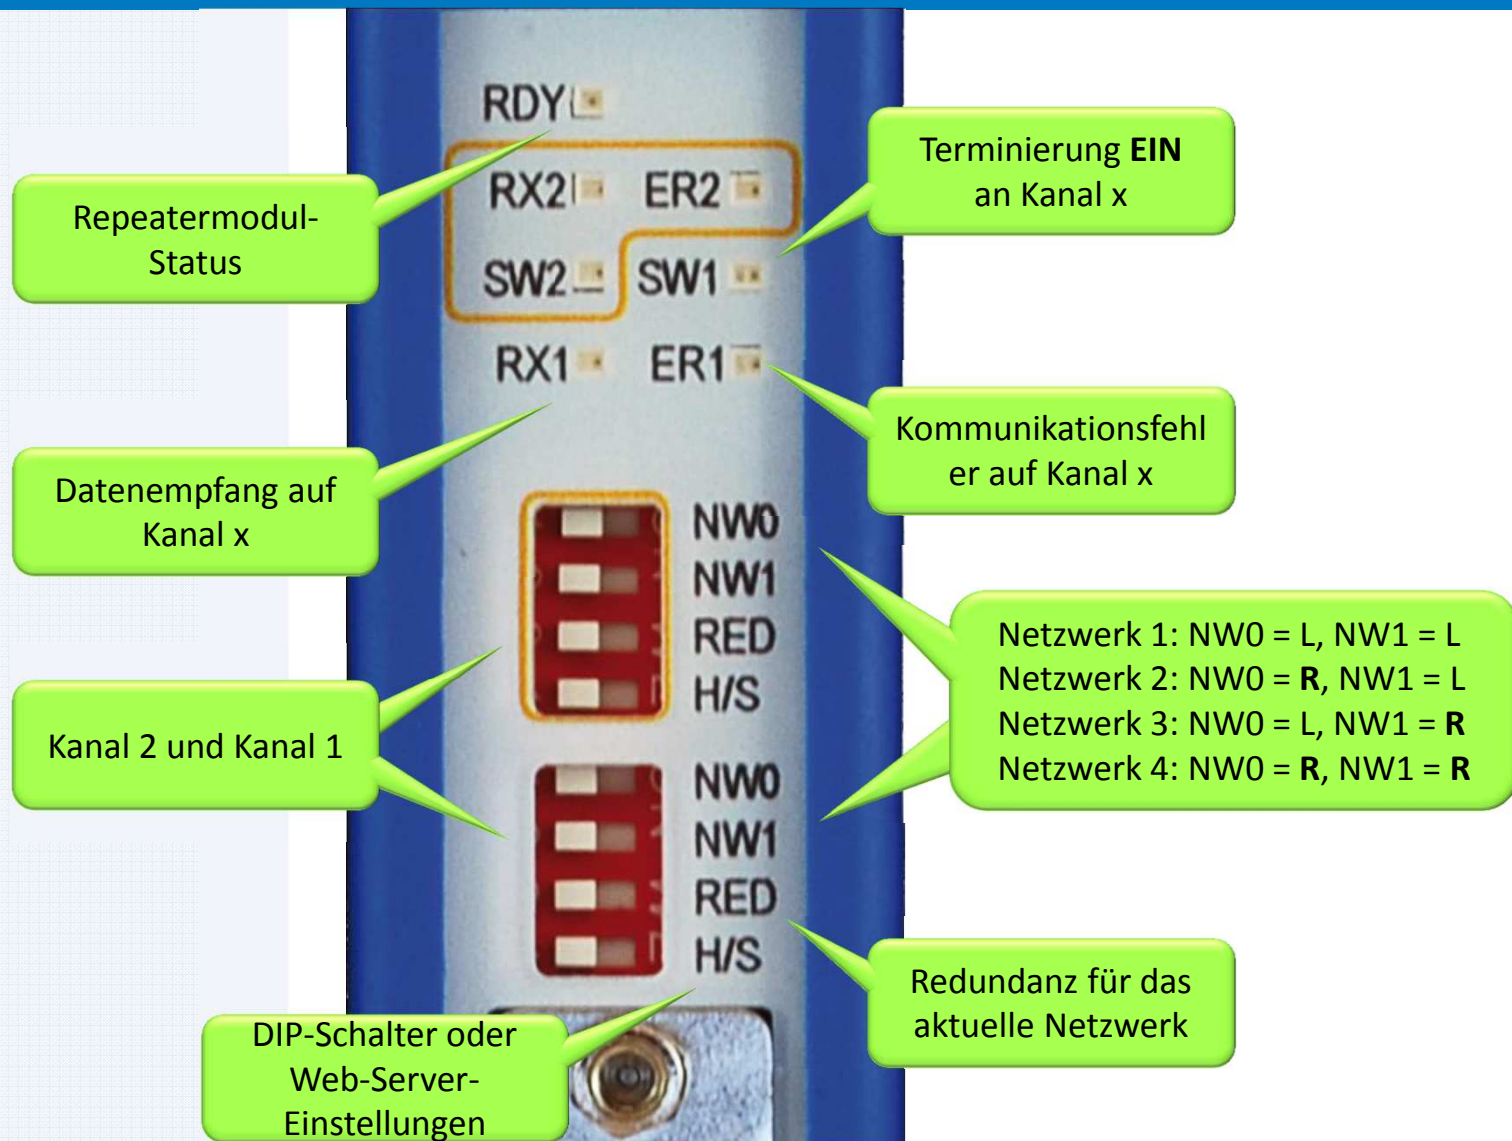 RDY
RX2 ER2
SW2 SW1
RX1 ER1
Repeatermodul-
Status
Terminierung EIN
an Kanal x
Datenempfang auf
Kanal x
Kommunikationsfehl
er auf Kanal x
NW0
NW1
RED
H/S
Kanal 2 und Kanal 1
Netzwerk 1: NW0 = L, NW1 = L
Netzwerk 2: NW0 = R, NW1 = L
Netzwerk 3: NW0 = L, NW1 = R
Netzwerk 4: NW0 = R, NW1 = R
NW0
NW1
RED
H/S
Redundanz für das
aktuelle Netzwerk
DIP-Schalter oder
Web-Server-
Einstellungen